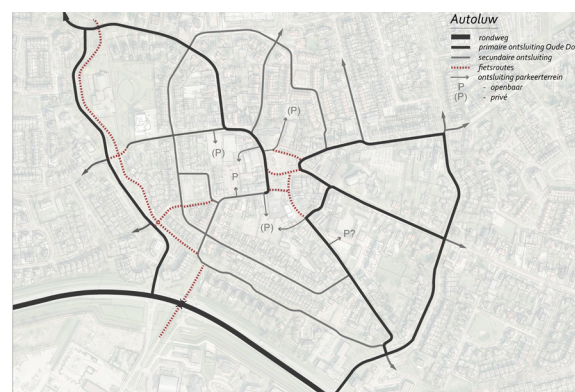 Autoluw
rondweg
primaire ontsluiting Oude Do
secundaire ontsluiting
fietsroutes
ontsluiting parkeerterrein
P - openbaar
(P) - privé
(P)
(P)
P
(P)
P?